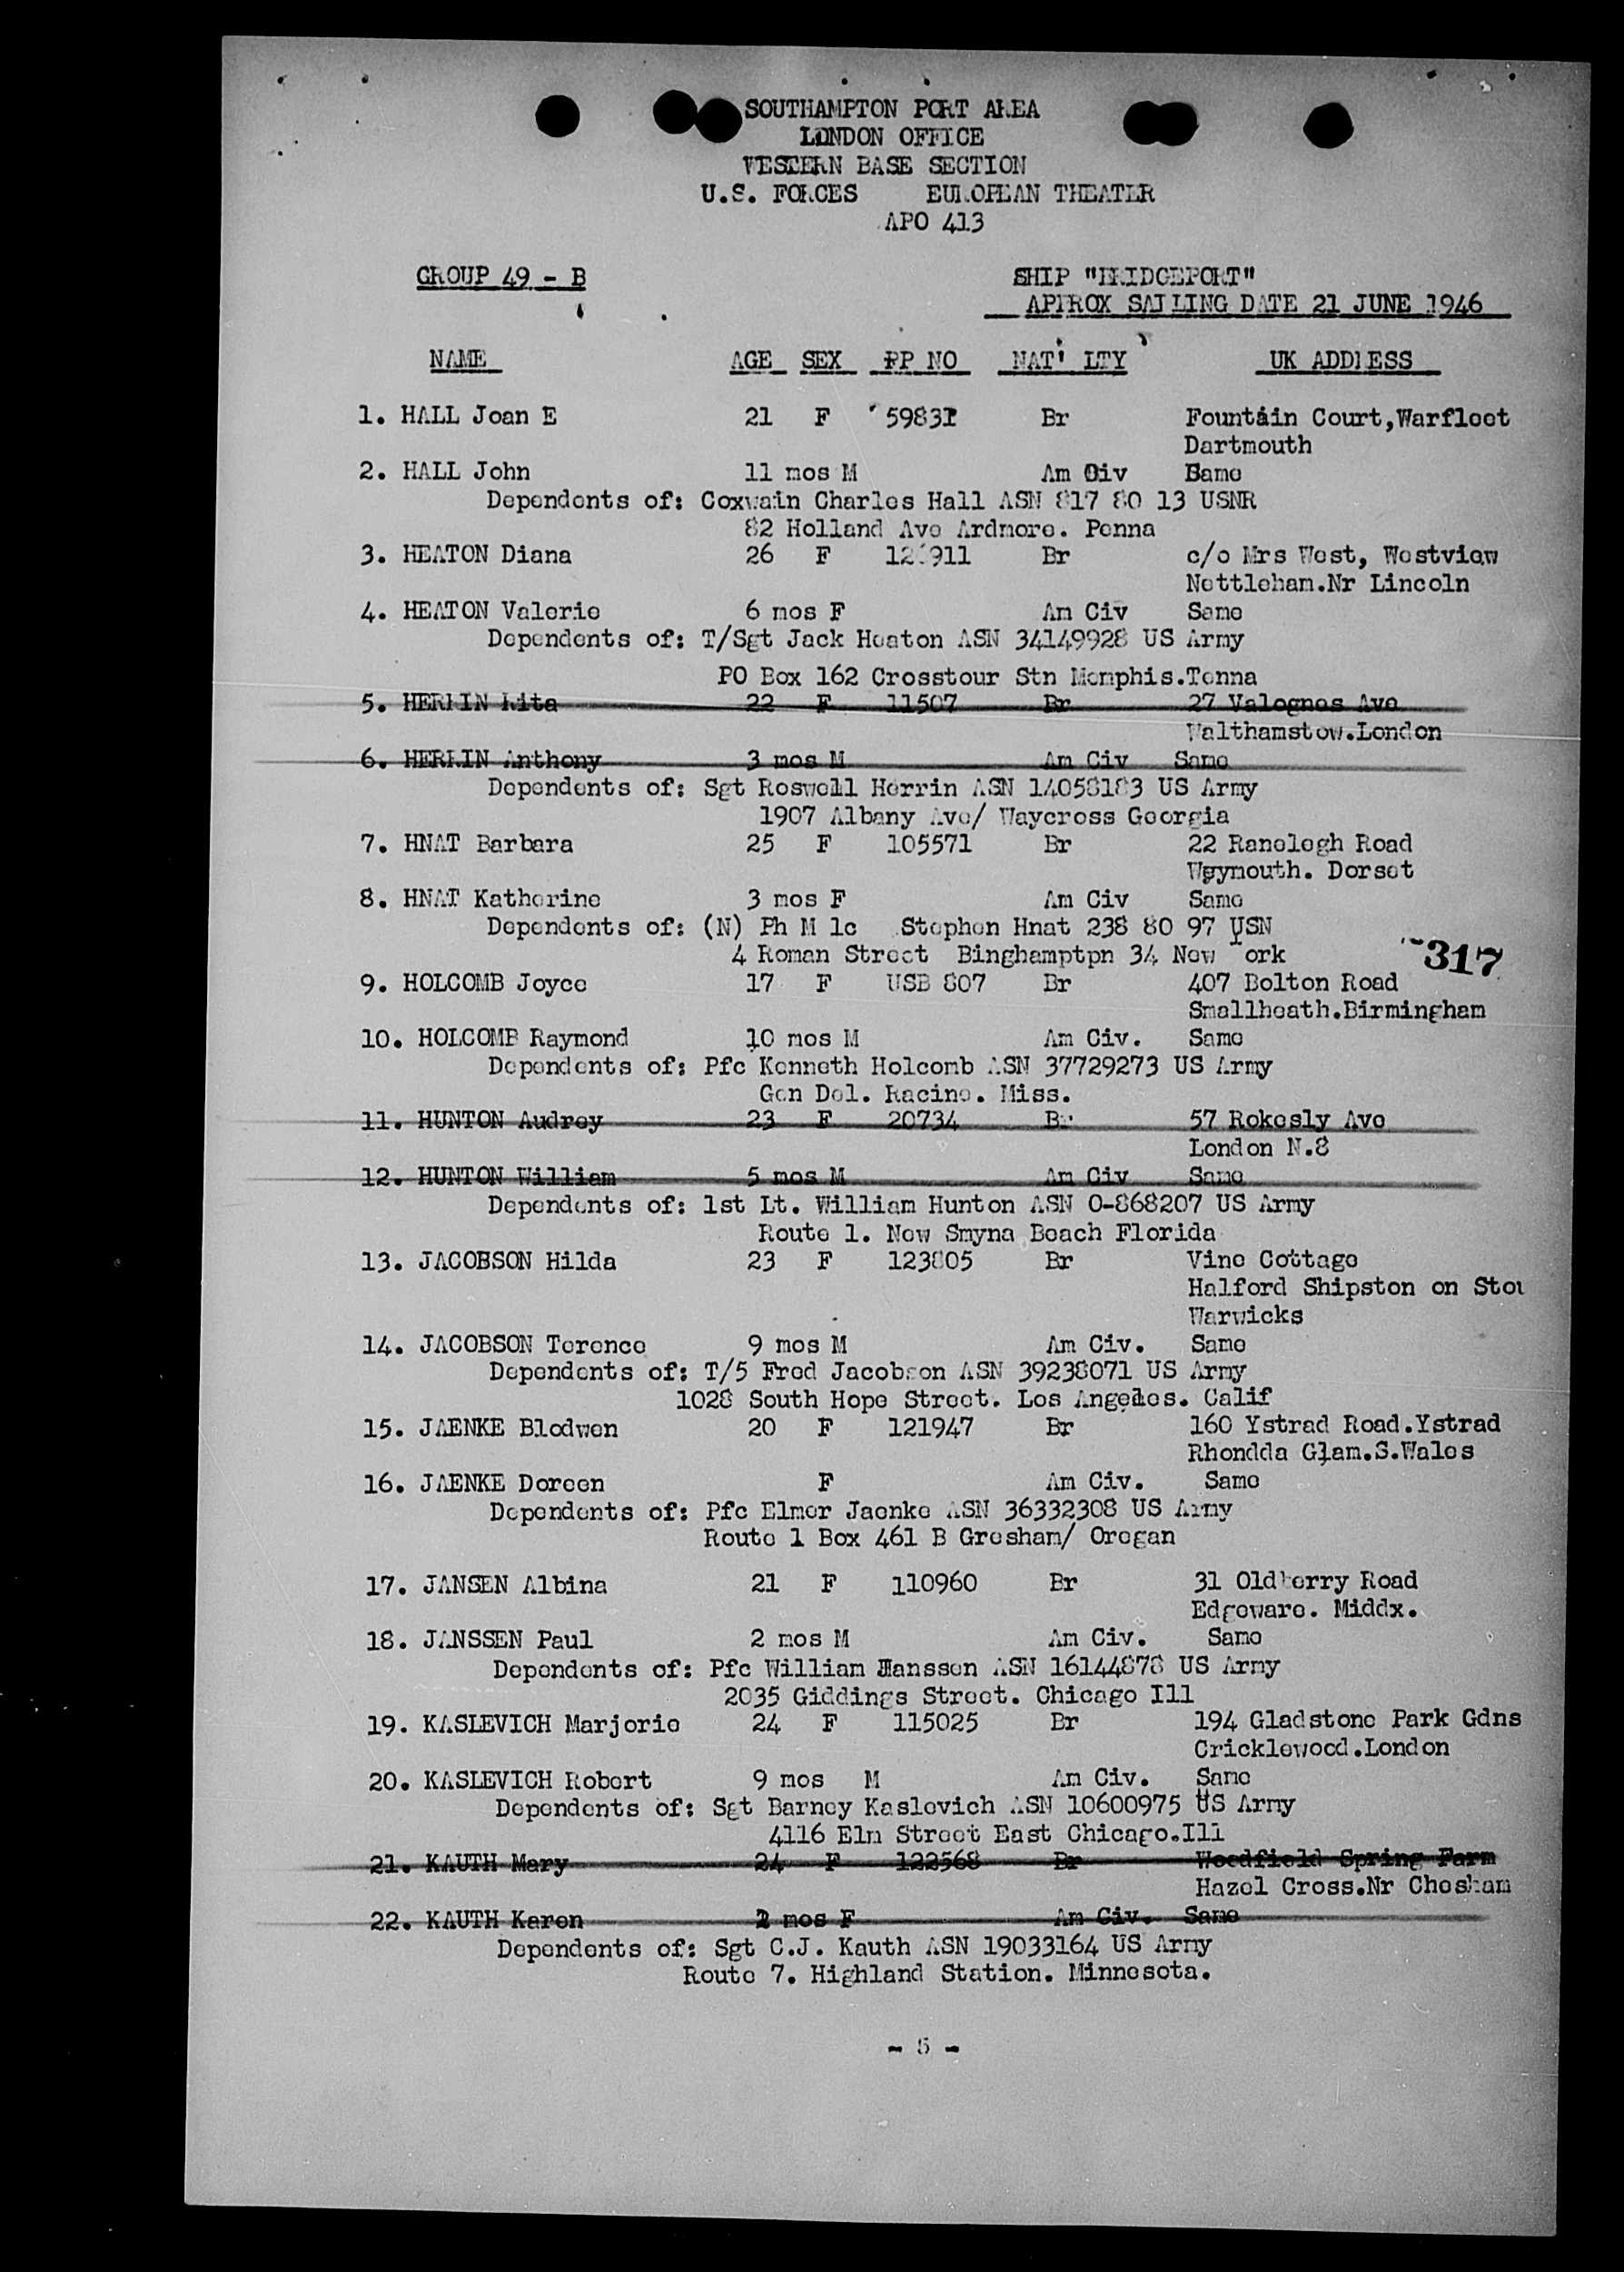 SOUTHAMPTON PORT AREA
LONDON OFFICE
WESTERN BASE SECTION
U.S. FORCES EUROPEAN THEATER
APO 413
GROUP 49 - B SHIP "BRIDGEPORT"
APPROX SAILING DATE 21 JUNE 1946
NAME AGE SEX PP NO NAT'LTY UK ADDRESS
1. HALL Joan E 21 F 59831 Br Fountain Court,Warfleet
Dartmouth
2. HALL John 11 mos M Am Civ Same
Dependents of: Coxwain Charles Hall ASN 817 80 13 USNR
82 Holland Ave Ardmore. Penna
3. HEATON Diana 26 F Br c/o Mrs West, Westview
Nettleham.Nr Lincoln
4. HEATON Valerie 6 mos F Am Civ Same
Dependents of: T/Sgt Jack Heaton ASN 34149928 US Army
PO Box 162 Crosstour Stn Memphis.Tenna
5. HERRIN Rita 22 F 11507 Br 27 Valognes Ave
Walthamstow.London
6. HERRIN Anthony 3 mos M Am Civ Same
Dependents of: Sgt Roswell Herrin ASN 14058183 US Army
1907 Albany Ave/ Waycross Georgia
7. HNAT Barbara 25 F 105571 Br 22 Ranelegh Road
Weymouth. Dorset
8. HNAT Katherine 3 mos F Am Civ Same
Dependents of: (N) Ph M 1c Stephen Hnat 238 80 97 USN
4 Roman Street Binghamptpn 34 New York
317
9. HOLCOMB Joyce 17 F USB 807 Br 407 Bolton Road
Smallheath.Birmingham
10. HOLCOMB Raymond 10 mos M Am Civ. Same
Dependents of: Pfc Kenneth Holcomb ASN 37729273 US Army
Gen Del. Racine. Miss.
11. HUNTON Audrey 23 F 20734 Br 57 Rokesly Ave
London N.8
12. HUNTON William 5 mos M Am Civ Same
Dependents of: 1st Lt. William Hunton ASN O-868207 US Army
Route 1. New Smyna Beach Florida
13. JACOBSON Hilda 23 F 123805 Br Vine Cottage
Halford Shipston on Stou
Warwicks
14. JACOBSON Terence 9 mos M Am Civ. Same
Dependents of: T/5 Fred Jacobson ASN 39238071 US Army
1028 South Hope Street. Los Angeles. Calif
15. JAENKE Blodwen 20 F 121947 Br 160 Ystrad Road.Ystrad
Rhondda Glam.S.Wales
16. JAENKE Doreen F Am Civ. Same
Dependents of: Pfc Elmer Jaenke ASN 36332308 US Army
Route 1 Box 461 B Gresham/ Oregan
17. JANSEN Albina 21 F 110960 Br 31 Oldberry Road
Edgeware. Middx.
18. JANSSEN Paul 2 mos M Am Civ. Same
Dependents of: Pfc William Janssen ASN 16144878 US Army
2035 Giddings Street. Chicago Ill
19. KASLEVICH Marjorie 24 F 115025 Br 194 Gladstone Park Gdns
Cricklewood.London
20. KASLEVICH Robert 9 mos M Am Civ. Same
Dependents of: Sgt Barney Kaslevich ASN 10600975 US Army
4116 Elm Street East Chicago.Ill
21. KAUTH Mary 24 F 122568 Br Woodfield Spring Farm
Hazel Cross.Nr Chesham
22. KAUTH Karen 2 mos F Am Civ. Same
Dependents of: Sgt C.J. Kauth ASN 19033164 US Army
Route 7. Highland Station. Minnesota.
- 5 -